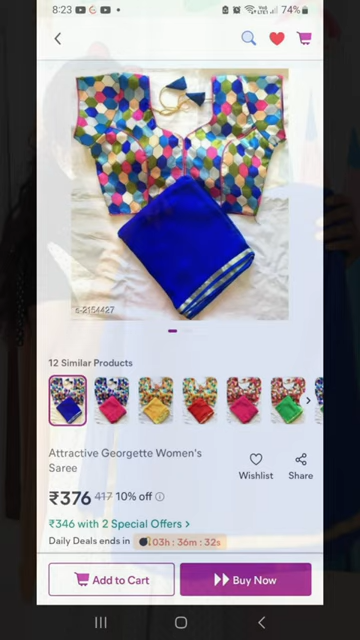 8:23
74%
s-2154427
12 Similar Products
Attractive Georgette Women's
Saree
Wishlist
Share
₹376 417 10% off
₹346 with 2 Special Offers >
Daily Deals ends in 03h : 36m : 32s
Add to Cart
Buy Now